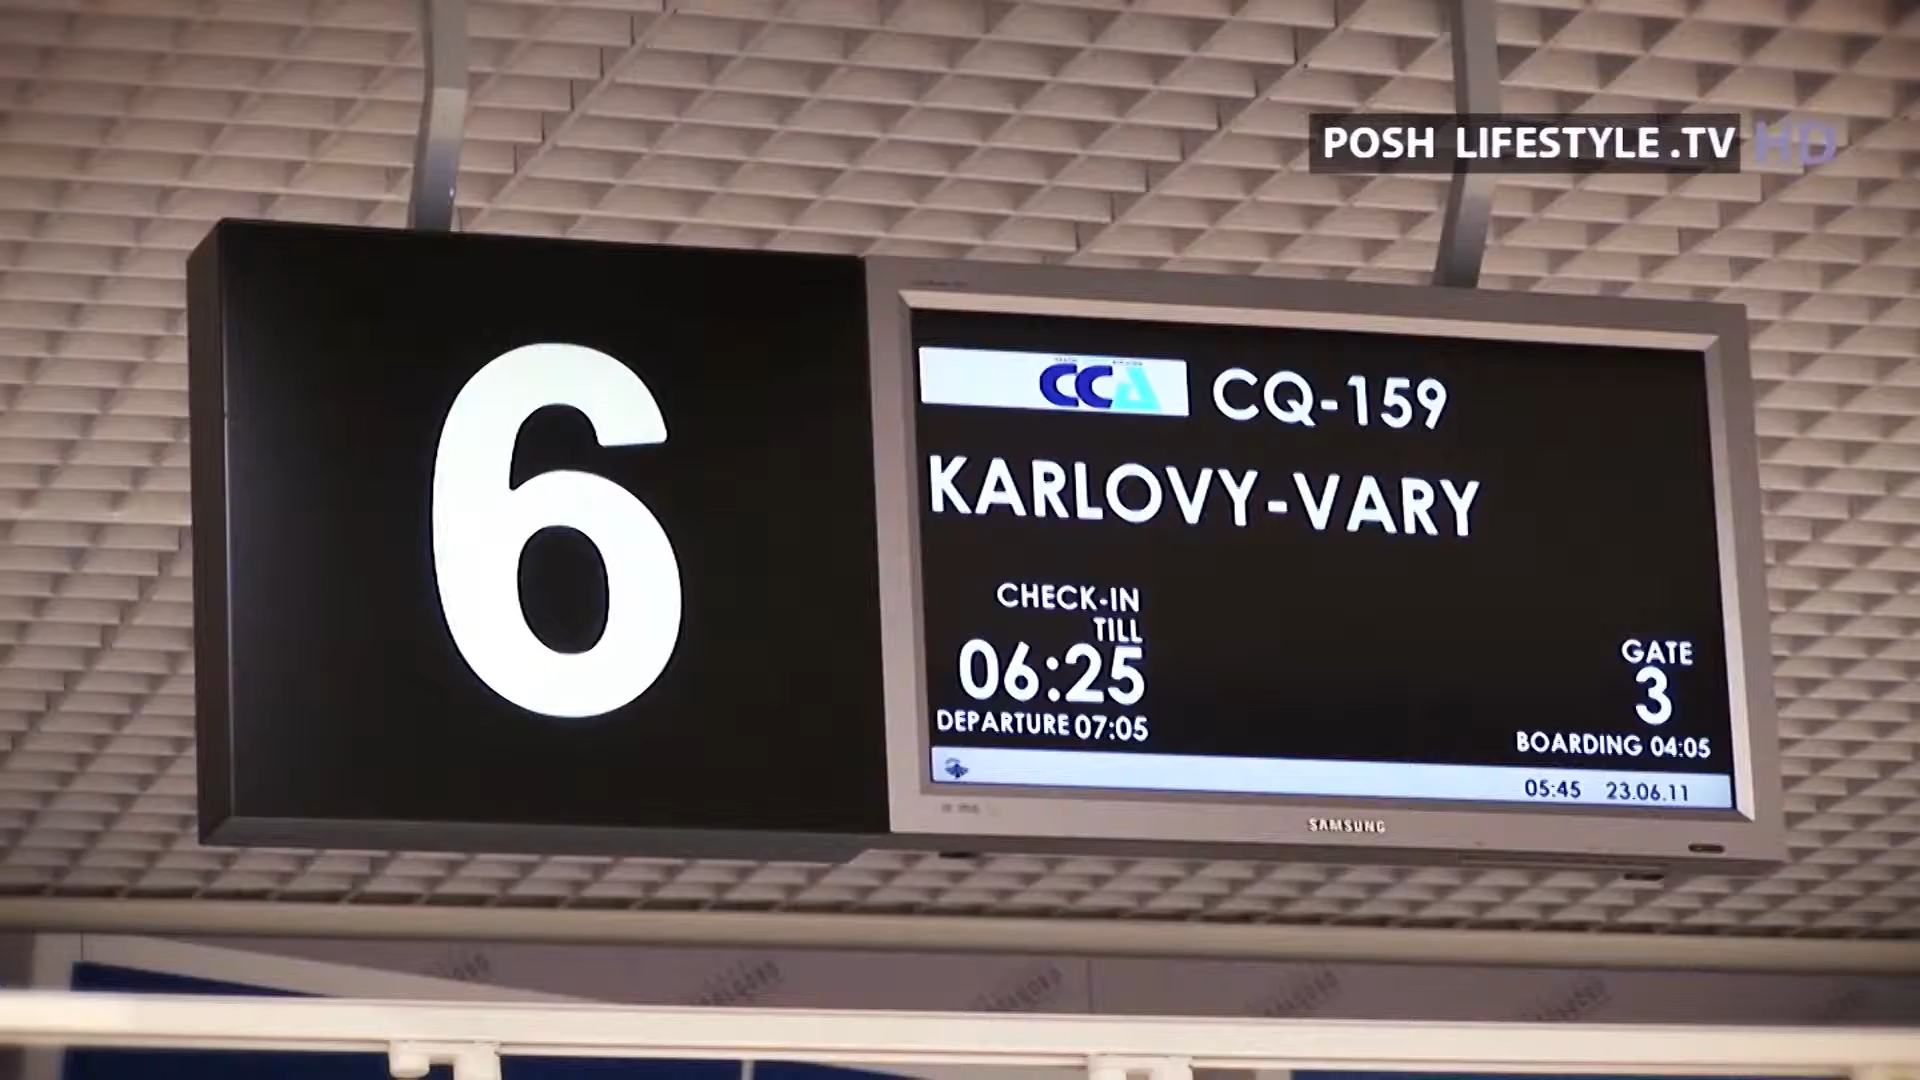 POSH LIFESTYLE.TV HD
6
CCA CQ-159
KARLOVY-VARY
CHECK-IN
TILL
06:25
DEPARTURE 07:05
GATE
3
BOARDING 04:05
05:45 23.06.11
SAMSUNG